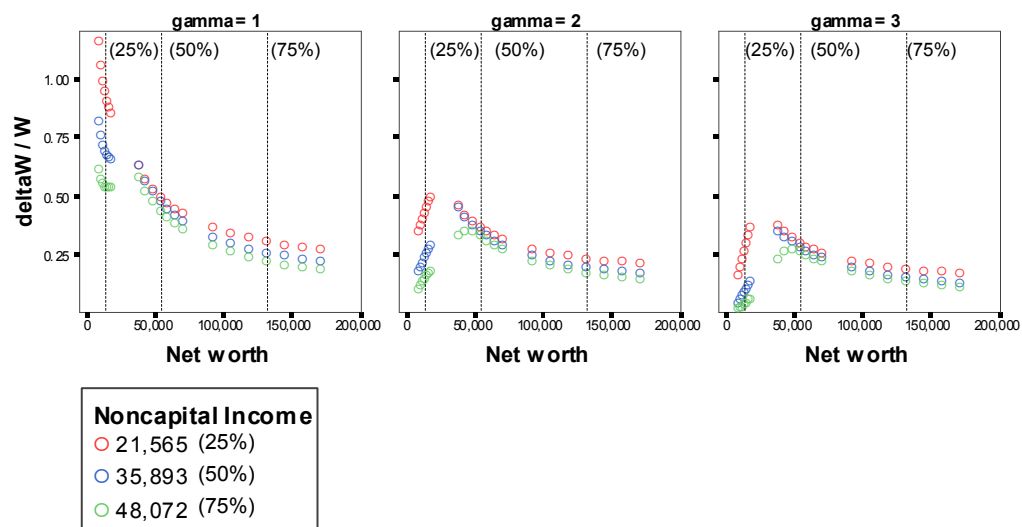 gamma= 1
gamma= 2
gamma= 3
(25%) (50%) (75%)
(25%) (50%) (75%)
(25%) (50%) (75%)
1.00
0.75
0.50
0.25
deltaW / W
0 50,000 100,000 150,000 200,000
0 50,000 100,000 150,000 200,000
0 50,000 100,000 150,000 200,000
Net worth
Net worth
Net worth
Noncapital Income
21,565 (25%)
35,893 (50%)
48,072 (75%)